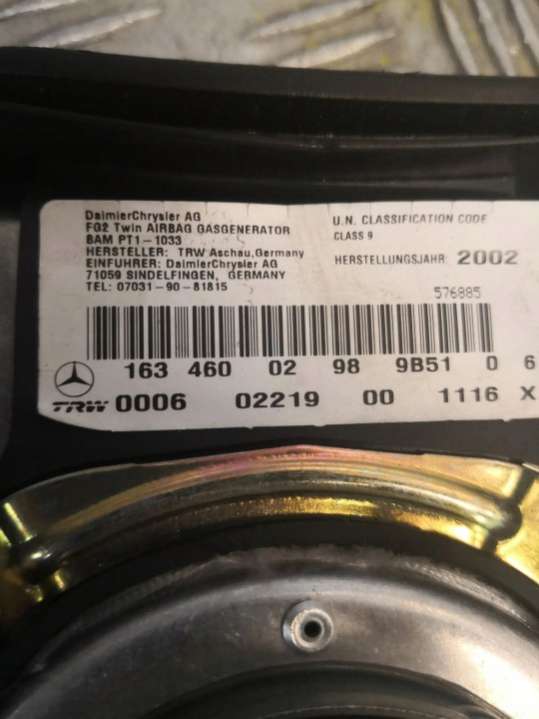 DaimlerChrysler AG
FG2 Twin AIRBAG GASGENERATOR
BAM PT1-1033
HERSTELLER: TRW Aschau,Germany
EINFUHRER: DaimlerChrysler AG
71059 SINDELFINGEN, GERMANY
TEL: 07031-90-81815
U.N. CLASSIFICATION CODE
CLASS 9
HERSTELLUNGSJAHR: 2002
576885
163 460 02 98 9B51 0 6
TRW 0006 02219 00 1116 X